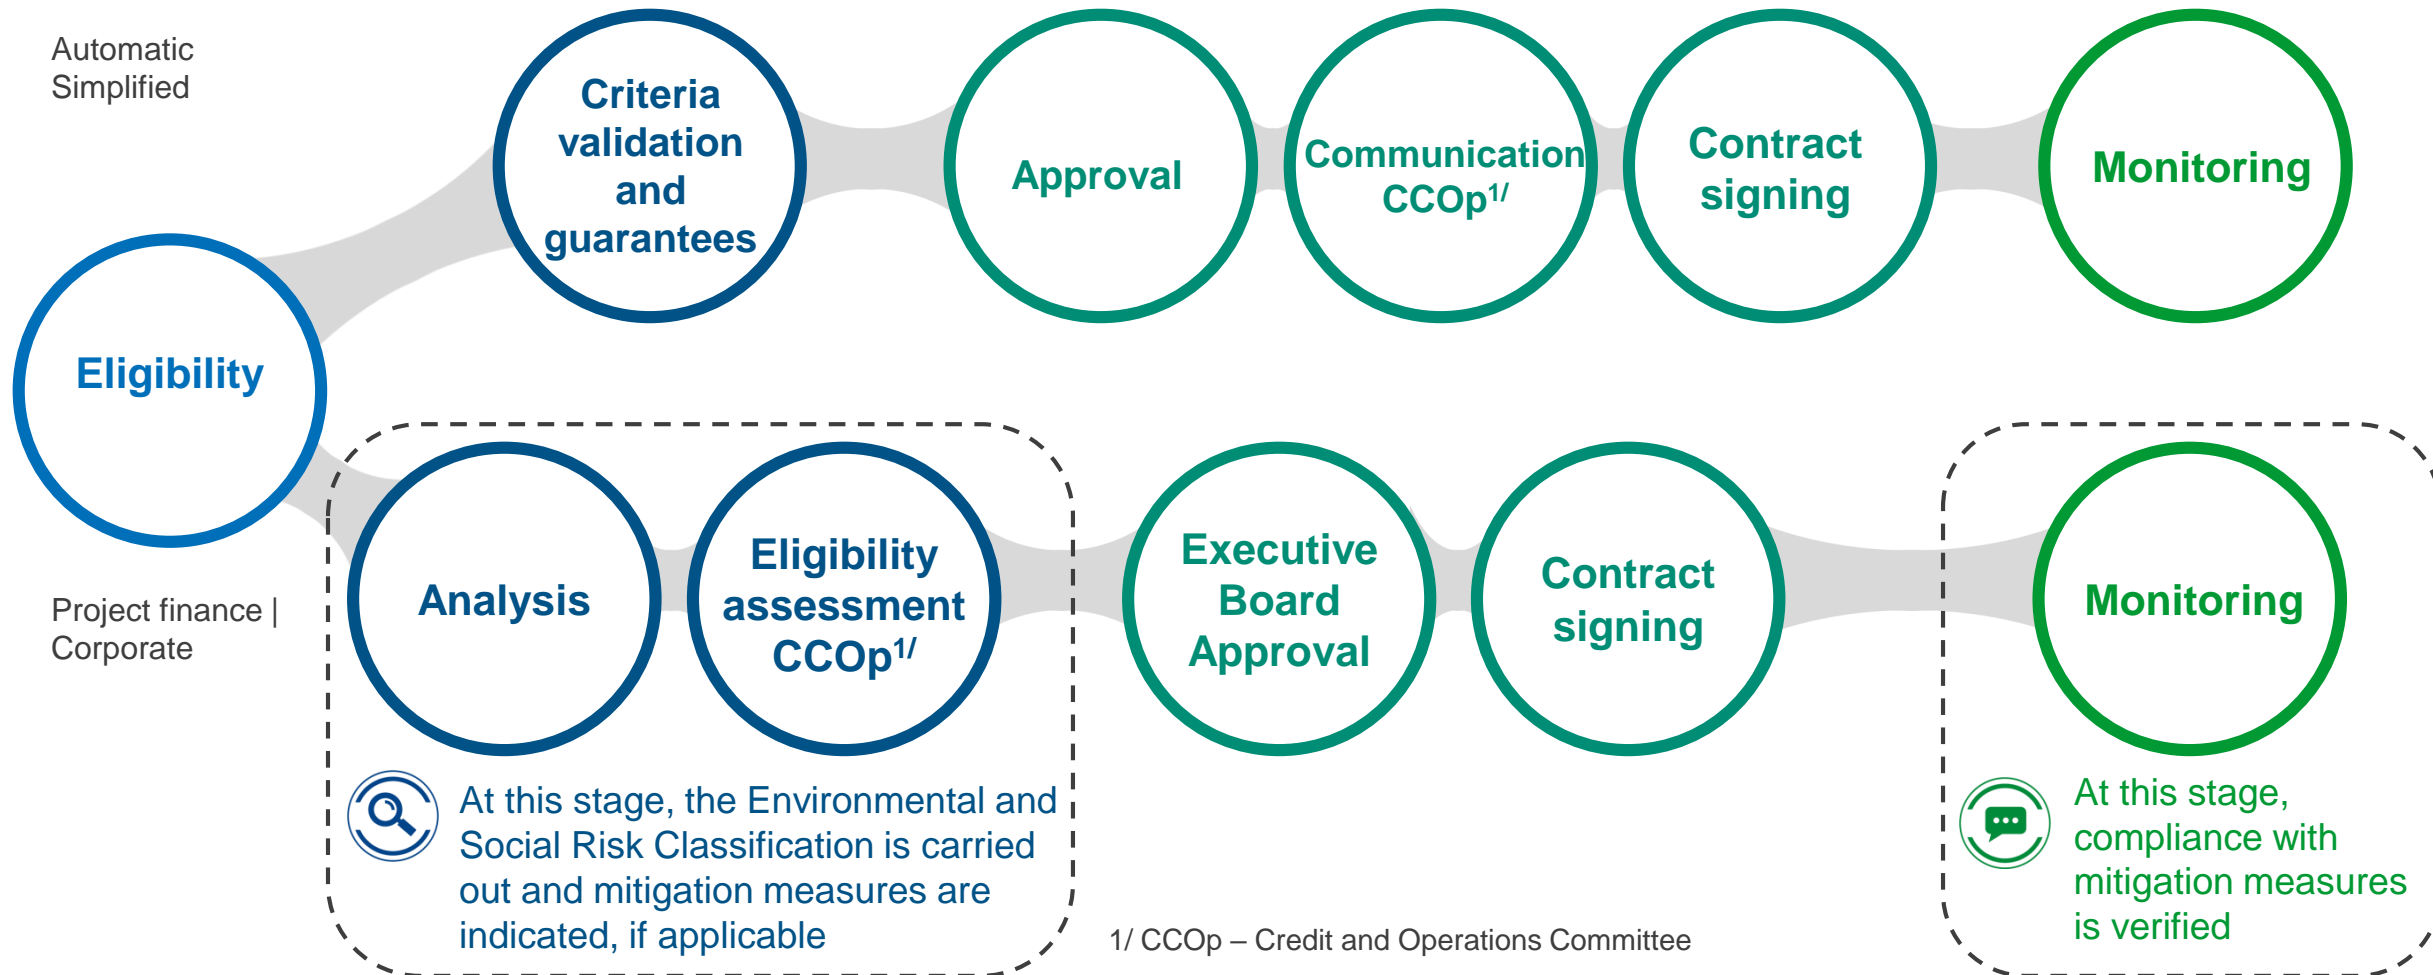 Automatic
Simplified
Criteria
validation
and
guarantees
Approval
Communication
CCOp1/
Contract
signing
Monitoring
Eligibility
Project finance |
Corporate
Analysis
Eligibility
assessment
CCOp1/
Executive
Board
Approval
Contract
signing
Monitoring
At this stage, the Environmental and
Social Risk Classification is carried
out and mitigation measures are
indicated, if applicable
At this stage,
compliance with
mitigation measures
is verified
1/ CCOp – Credit and Operations Committee